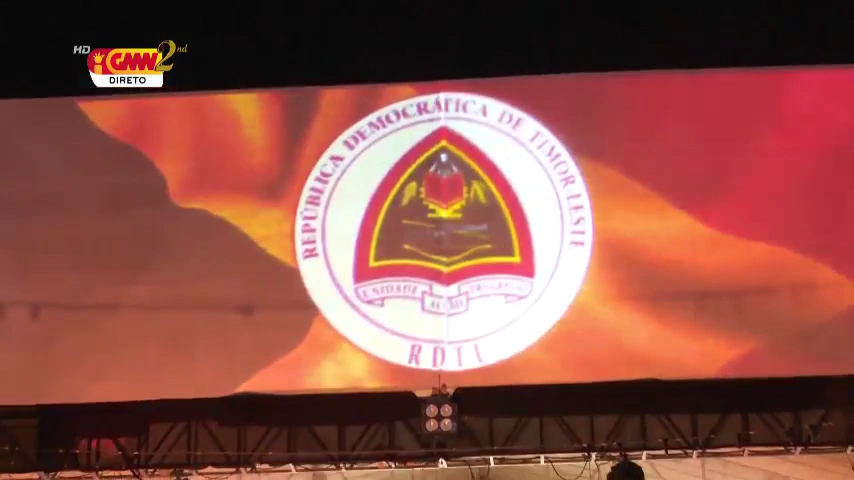 HD GMN 2nd
DIRETO
REPÚBLICA DEMOCRÁTICA DE TIMOR-LESTE
UNIDADE
PROGRESSO
RDTL